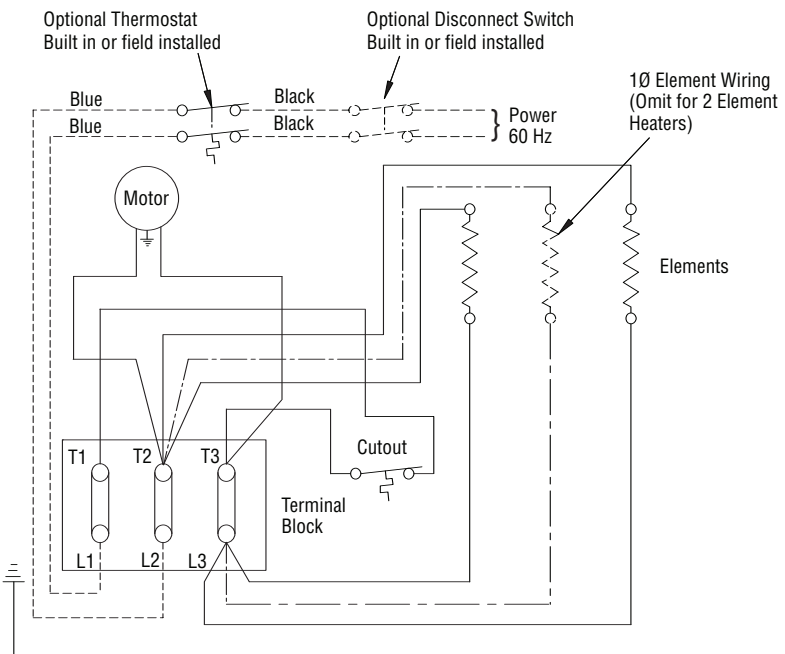 Optional Thermostat
Built in or field installed
Optional Disconnect Switch
Built in or field installed
1Ø Element Wiring
(Omit for 2 Element
Heaters)
Blue
Black
Blue
Black
} Power
60 Hz
Motor
Elements
Cutout
T1
T2
T3
Terminal
Block
L1
L2
L3